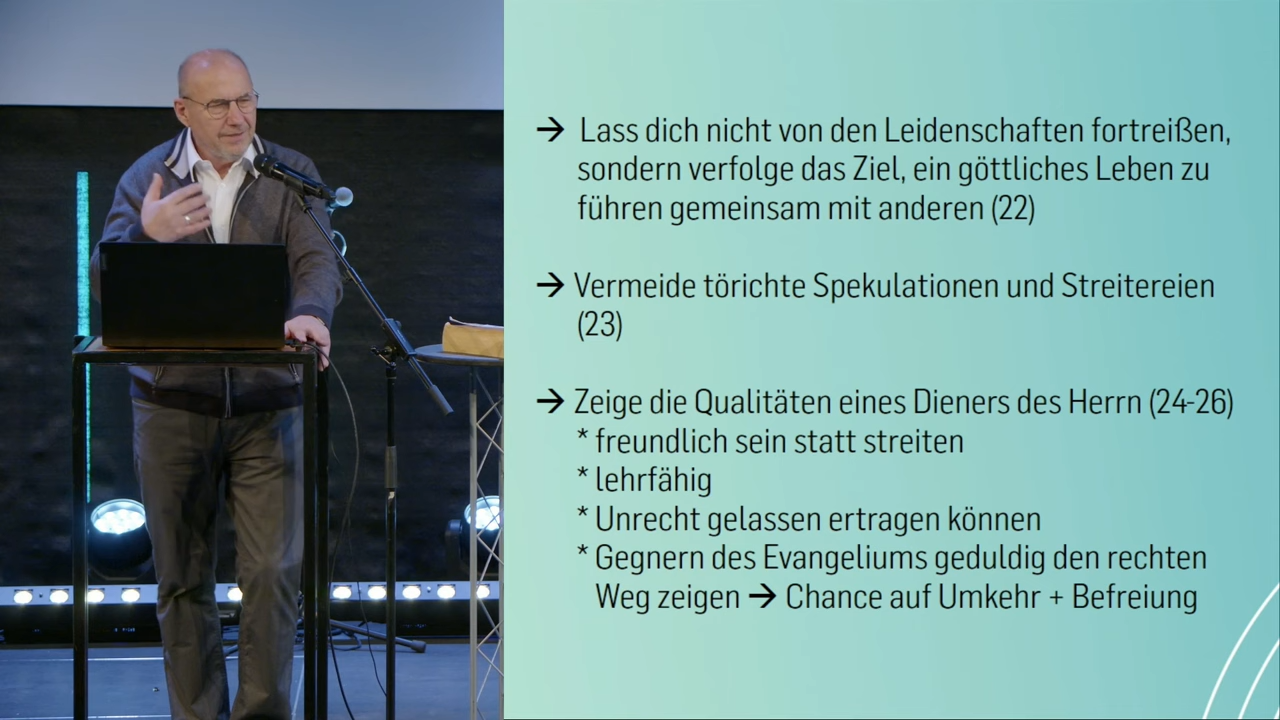 → Lass dich nicht von den Leidenschaften fortreißen,
sondern verfolge das Ziel, ein göttliches Leben zu
führen gemeinsam mit anderen (22)
→ Vermeide törichte Spekulationen und Streitereien
(23)
→ Zeige die Qualitäten eines Dieners des Herrn (24-26)
* freundlich sein statt streiten
* lehrfähig
* Unrecht gelassen ertragen können
* Gegnern des Evangeliums geduldig den rechten
Weg zeigen → Chance auf Umkehr + Befreiung